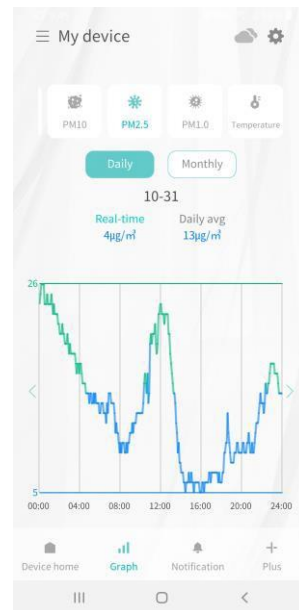 My device
PM10 PM2.5 PM1.0 Temperature
Daily Monthly
10-31
Real-time Daily avg
4μg/㎥ 13μg/㎥
26
5
00:00 04:00 08:00 12:00 16:00 20:00 24:00
Device home Graph Notification Plus